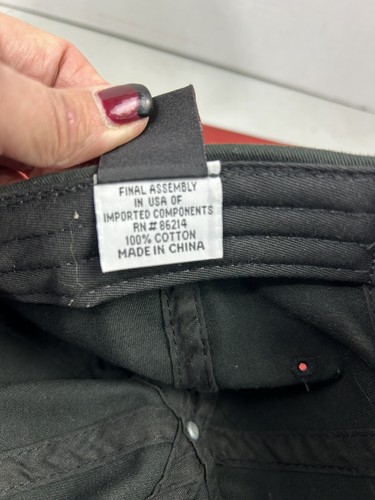 FINAL ASSEMBLY
IN USA OF
IMPORTED COMPONENTS
RN# 86214
100% COTTON
MADE IN CHINA